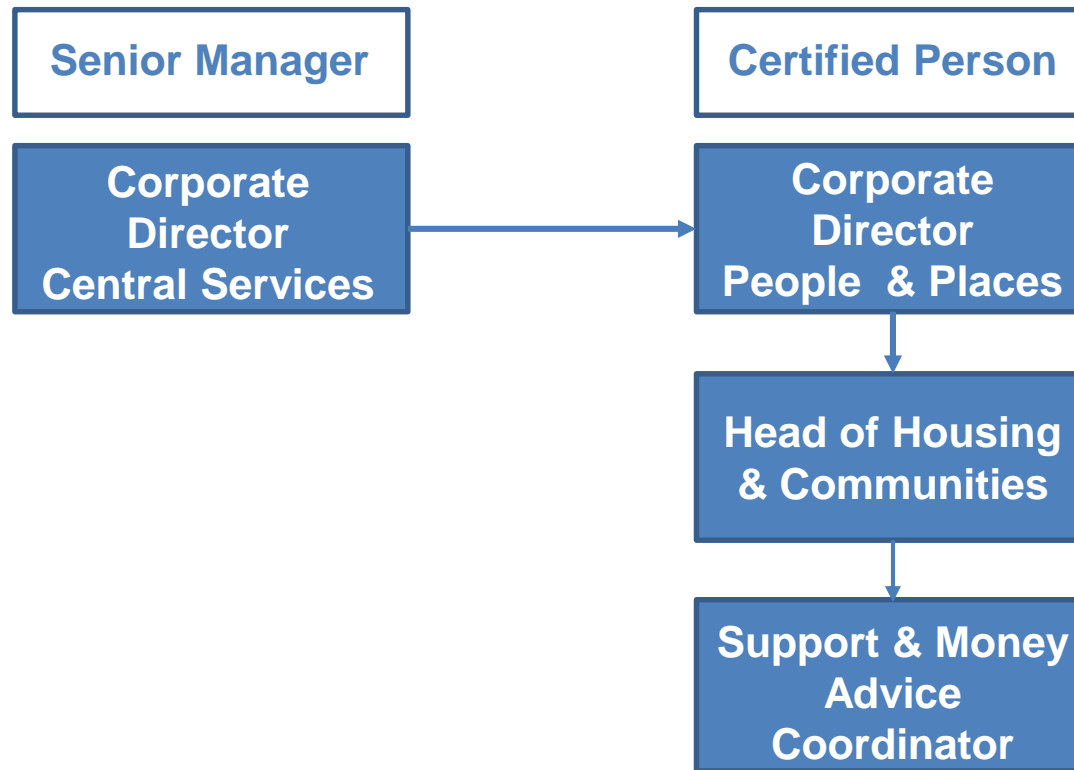 Senior Manager
Certified Person
Corporate
Director
Central Services
Corporate
Director
People & Places
Head of Housing
& Communities
Support & Money
Advice
Coordinator